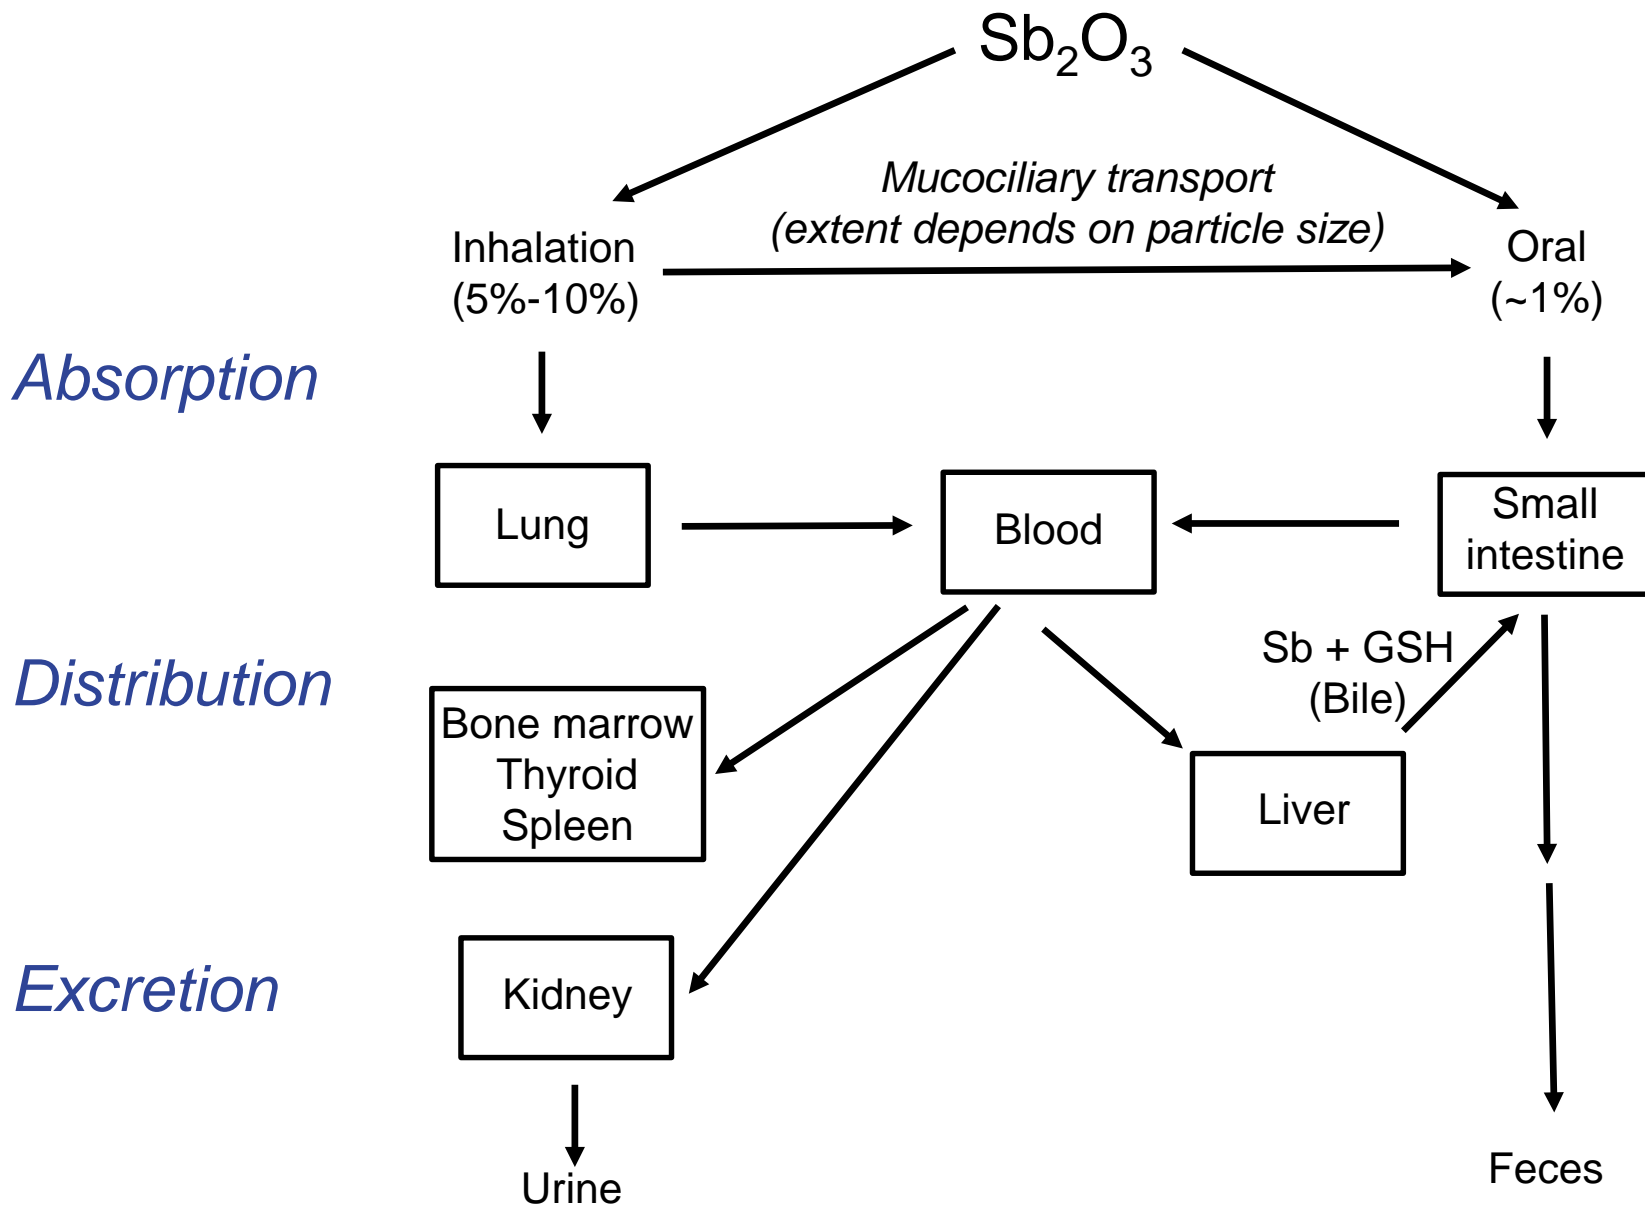 Sb₂O₃
Mucociliary transport
(extent depends on particle size)
Inhalation
(5%-10%)
Oral
(~1%)
Absorption
Lung
Blood
Small
intestine
Distribution
Sb + GSH
(Bile)
Bone marrow
Thyroid
Spleen
Liver
Excretion
Kidney
Urine
Feces